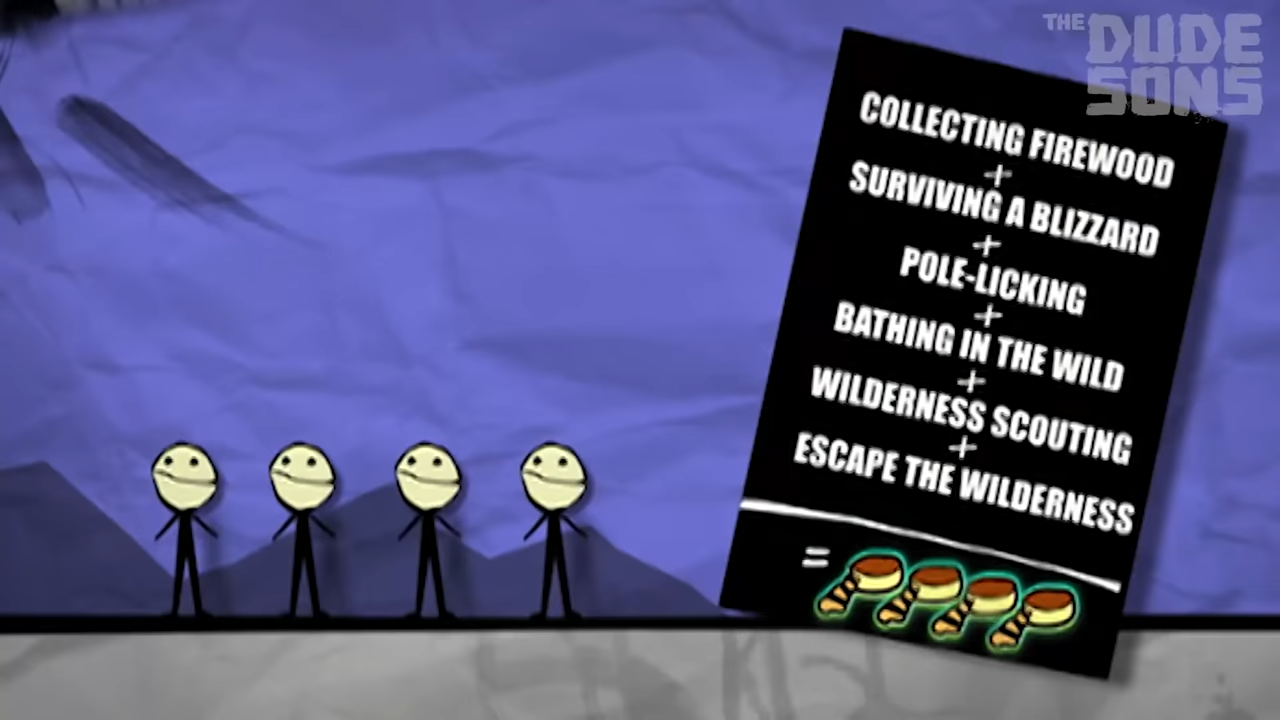 THE
DUDE
SONS
COLLECTING FIREWOOD
+
SURVIVING A BLIZZARD
+
POLE-LICKING
+
BATHING IN THE WILD
+
WILDERNESS SCOUTING
+
ESCAPE THE WILDERNESS
=